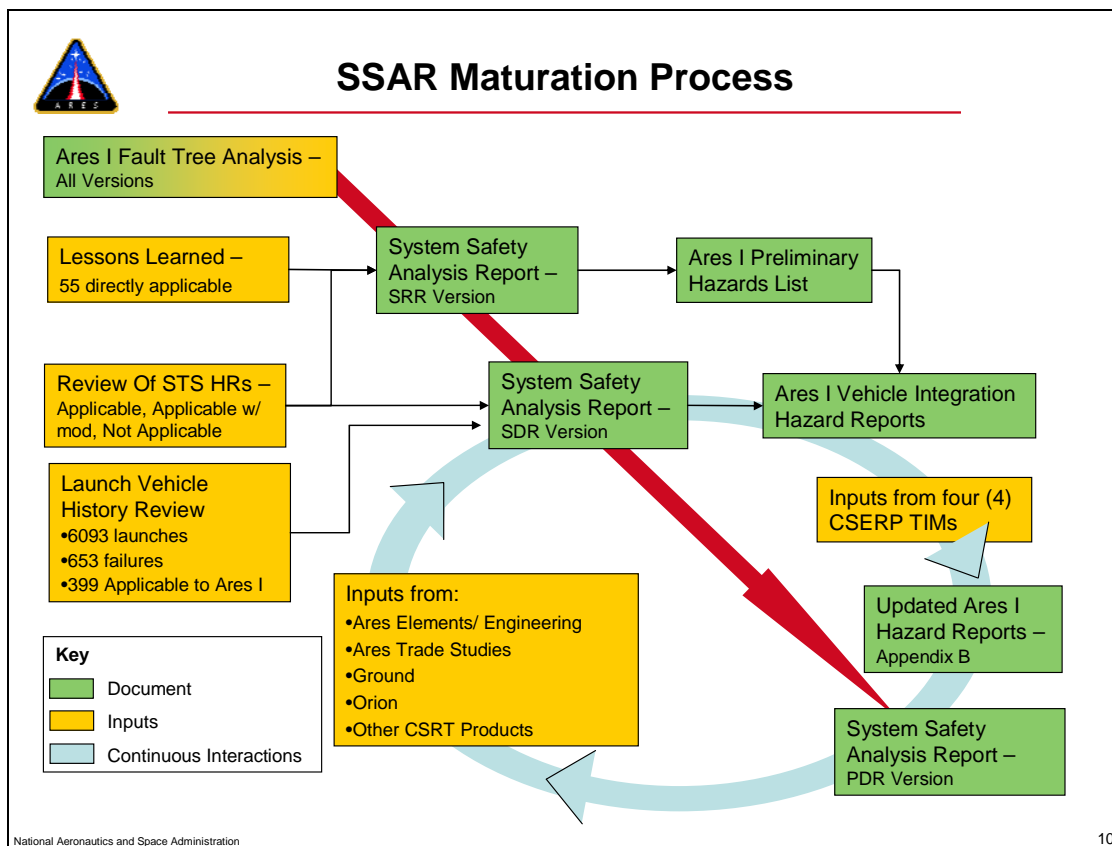 SSAR Maturation Process
A R E S
Ares I Fault Tree Analysis –
All Versions
Lessons Learned –
55 directly applicable
System Safety
Analysis Report –
SRR Version
Ares I Preliminary
Hazards List
Review Of STS HRs –
Applicable, Applicable w/
mod, Not Applicable
System Safety
Analysis Report –
SDR Version
Ares I Vehicle Integration
Hazard Reports
Launch Vehicle
History Review
•6093 launches
•653 failures
•399 Applicable to Ares I
Inputs from four (4)
CSERP TIMs
Inputs from:
•Ares Elements/ Engineering
•Ares Trade Studies
•Ground
•Orion
•Other CSRT Products
Updated Ares I
Hazard Reports –
Appendix B
Key
Document
Inputs
Continuous Interactions
System Safety
Analysis Report –
PDR Version
National Aeronautics and Space Administration
10